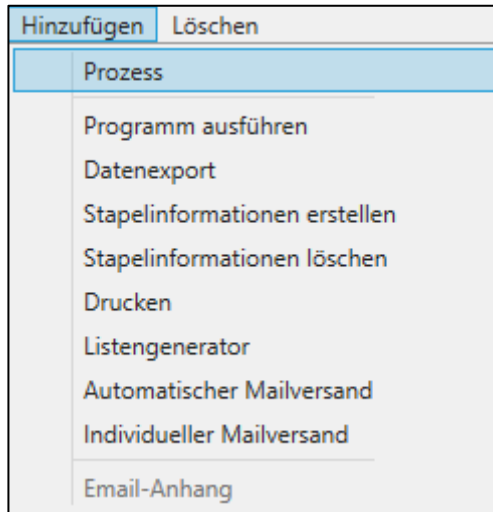 Hinzufügen Löschen
Prozess
Programm ausführen
Datenexport
Stapelinformationen erstellen
Stapelinformationen löschen
Drucken
Listengenerator
Automatischer Mailversand
Individueller Mailversand
Email-Anhang